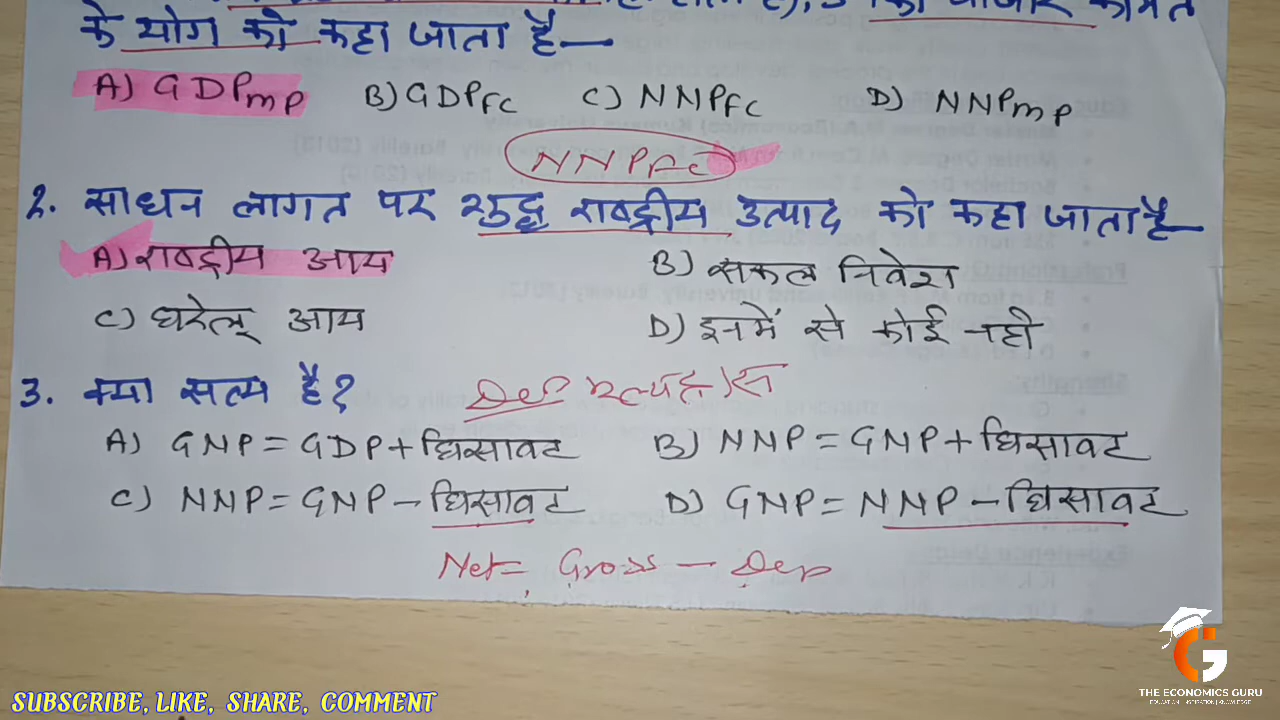 को बाजार कीमत
के योग को कहा जाता है—
A) GDPmp B) GDPFC C) NNPFC D) NNPmp
NNPFC
2. साधन लागत पर शुद्ध राष्ट्रीय उत्पाद को कहा जाता है—
A) राष्ट्रीय आय B) सकल निवेश
C) घरेलू आय D) इनमें से कोई नही
3. क्या सत्य है?
A) GNP = GDP + घिसावट B) NNP = GNP + घिसावट
C) NNP = GNP - घिसावट D) GNP = NNP - घिसावट
Net = Gross - Dep
THE ECONOMICS GURU
SUBSCRIBE, LIKE, SHARE, COMMENT